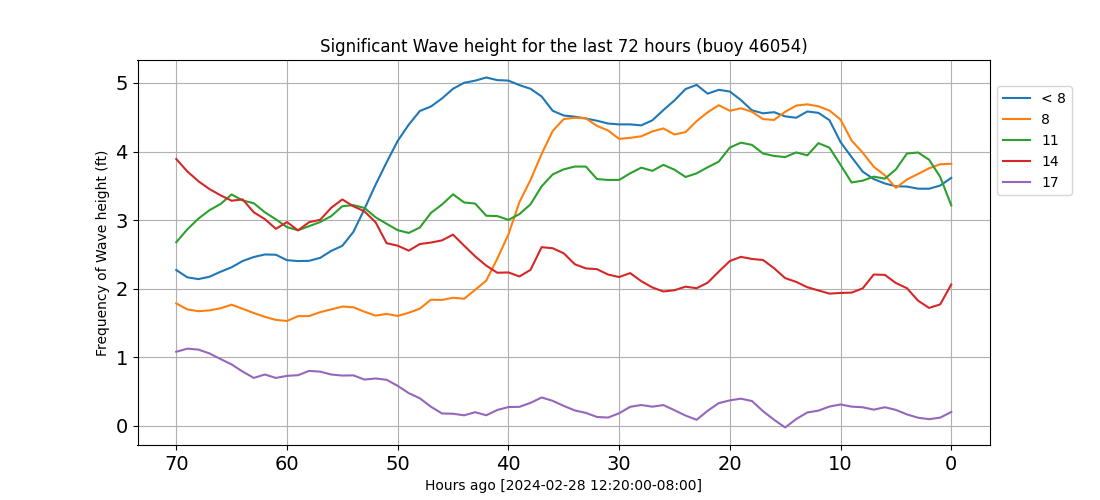 Significant Wave height for the last 72 hours (buoy 46054)
Frequency of Wave height (ft)
5
4
3
2
1
0
70 60 50 40 30 20 10 0
Hours ago [2024-02-28 12:20:00-08:00]
< 8
8
11
14
17